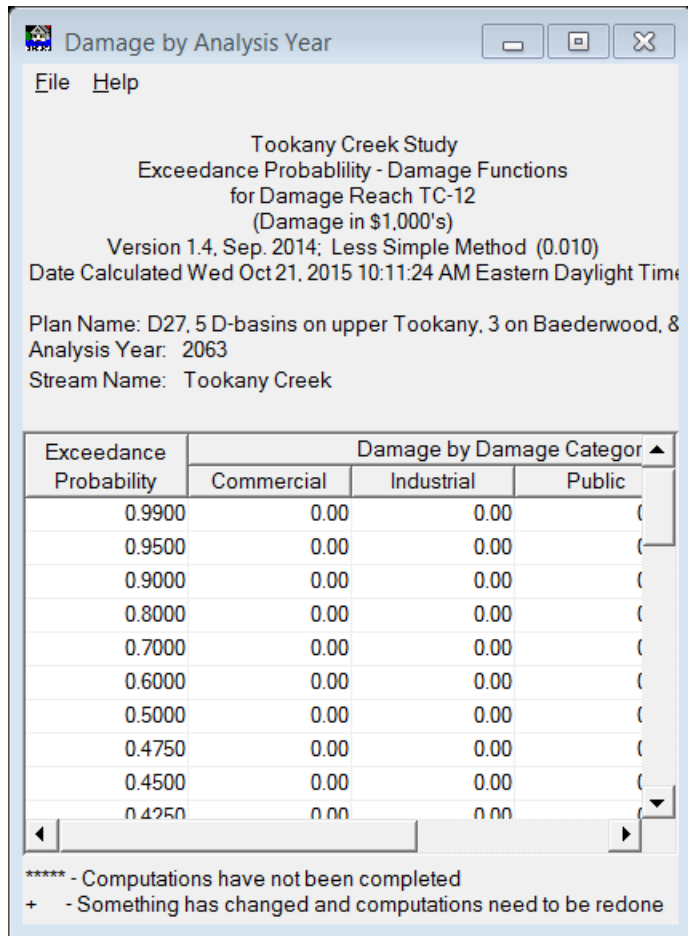 Damage by Analysis Year
File Help
Tookany Creek Study
Exceedance Probablility - Damage Functions
for Damage Reach TC-12
(Damage in $1,000's)
Version 1.4, Sep. 2014; Less Simple Method (0.010)
Date Calculated Wed Oct 21, 2015 10:11:24 AM Eastern Daylight Time
Plan Name: D27, 5 D-basins on upper Tookany, 3 on Baederwood, &
Analysis Year: 2063
Stream Name: Tookany Creek
Exceedance Probability Damage by Damage Categor
Commercial Industrial Public
0.9900 0.00 0.00
0.9500 0.00 0.00
0.9000 0.00 0.00
0.8000 0.00 0.00
0.7000 0.00 0.00
0.6000 0.00 0.00
0.5000 0.00 0.00
0.4750 0.00 0.00
0.4500 0.00 0.00
0.4250 0.00 0.00
***** - Computations have not been completed
+ - Something has changed and computations need to be redone